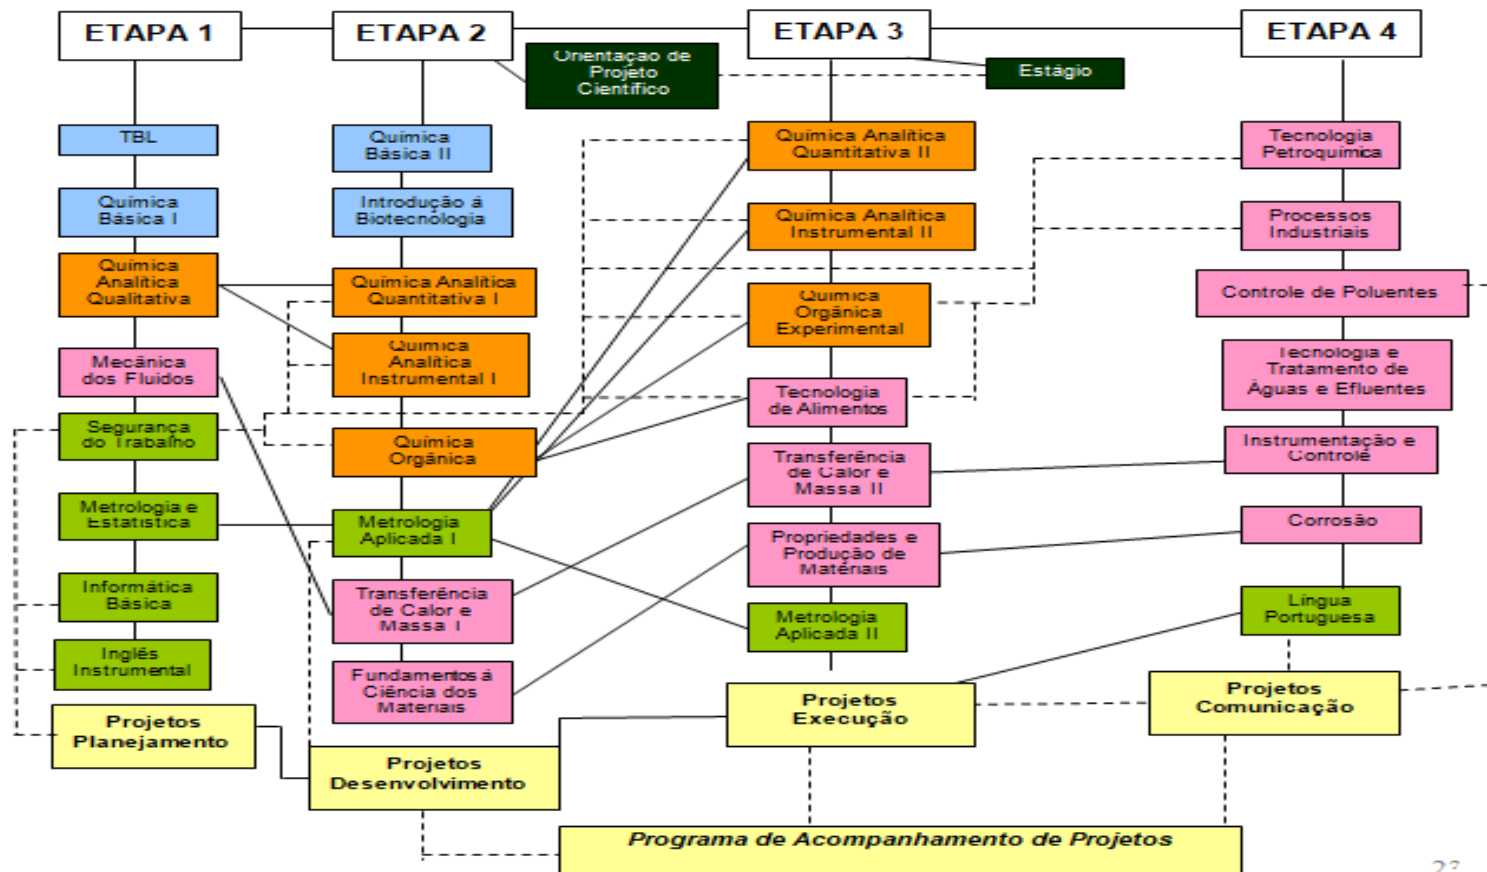 ETAPA 1
ETAPA 2
ETAPA 3
ETAPA 4
Orientação de
Projeto
Científico
Estágio
TBL
Química
Básica I
Química
Analítica
Qualitativa
Mecânica
dos Fluidos
Segurança
do Trabalho
Metrologia e
Estatística
Informática
Básica
Inglês
Instrumental
Projetos
Planejamento
Química
Básica II
Introdução á
Biotecnologia
Química Analítica
Quantitativa I
Química
Analítica
Instrumental I
Química
Orgânica
Metrologia
Aplicada I
Transferência
de Calor e
Massa I
Fundamentos á
Ciência dos
Materiais
Projetos
Desenvolvimento
Química Analítica
Quantitativa II
Química Analítica
Instrumental II
Química
Orgânica
Experimental
Tecnologia
de Alimentos
Transferência
de Calor e
Massa II
Propriedades e
Produção de
Materiais
Metrologia
Aplicada II
Projetos
Execução
Tecnologia
Petroquímica
Processos
Industriais
Controle de Poluentes
Tecnologia e
Tratamento de
Águas e Efluentes
Instrumentação e
Controle
Corrosão
Língua
Portuguesa
Projetos
Comunicação
Programa de Acompanhamento de Projetos